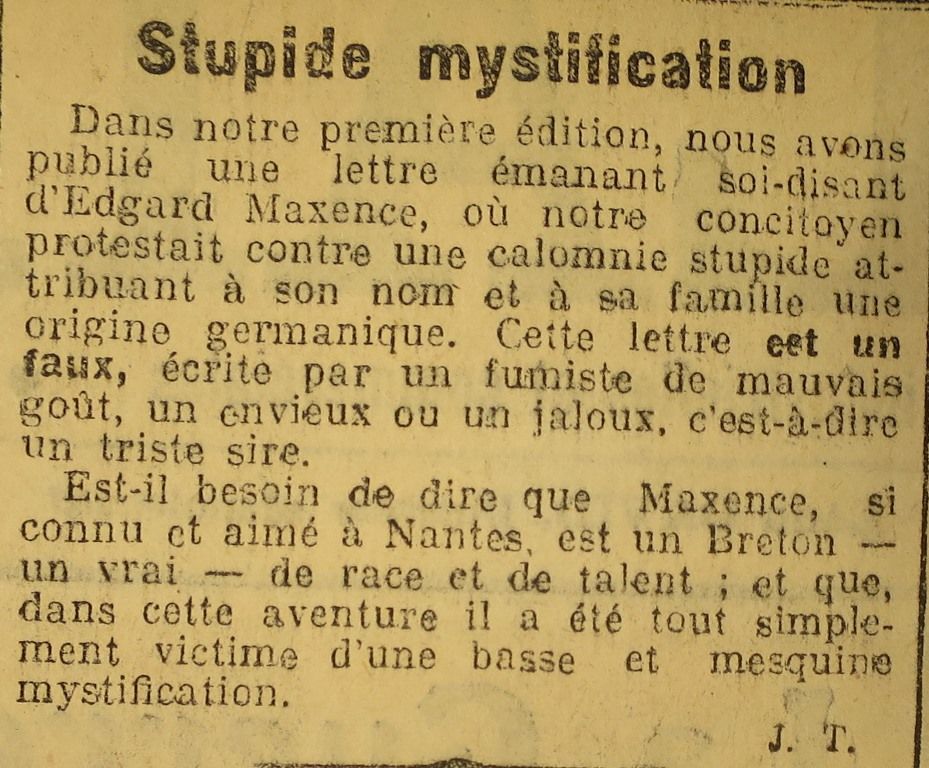 Stupide mystification
Dans notre première édition, nous avons
publié une lettre émanant soi-disant
d'Edgard Maxence, où notre concitoyen
protestait contre une calomnie stupide at-
tribuant à son nom et à sa famille une
origine germanique. Cette lettre est un
faux, écrite par un fumiste de mauvais
goût, un envieux ou un jaloux, c'est-à-dire
un triste sire.
Est-il besoin de dire que Maxence, si
connu et aimé à Nantes, est un Breton —
un vrai — de race et de talent ; et que,
dans cette aventure il a été tout simple-
ment victime d'une basse et mesquine
mystification.
J. T.